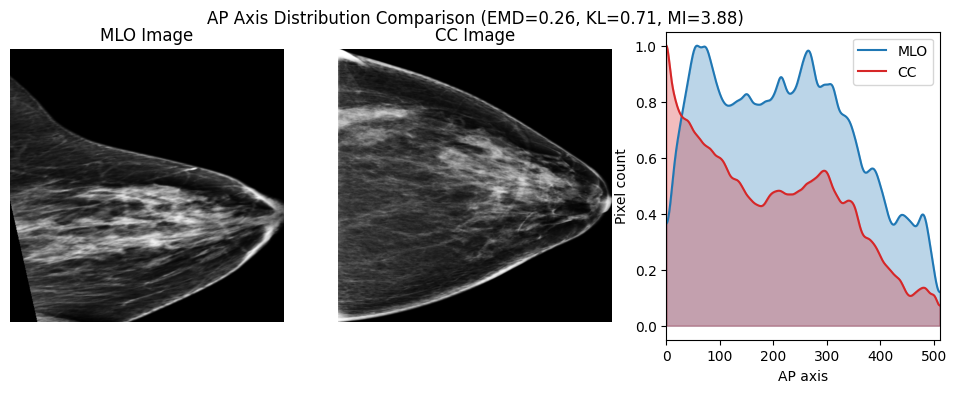 AP Axis Distribution Comparison (EMD=0.26, KL=0.71, MI=3.88)
MLO Image
CC Image
MLO
CC
Pixel count
1.0
0.8
0.6
0.4
0.2
0.0
0 100 200 300 400 500
AP axis